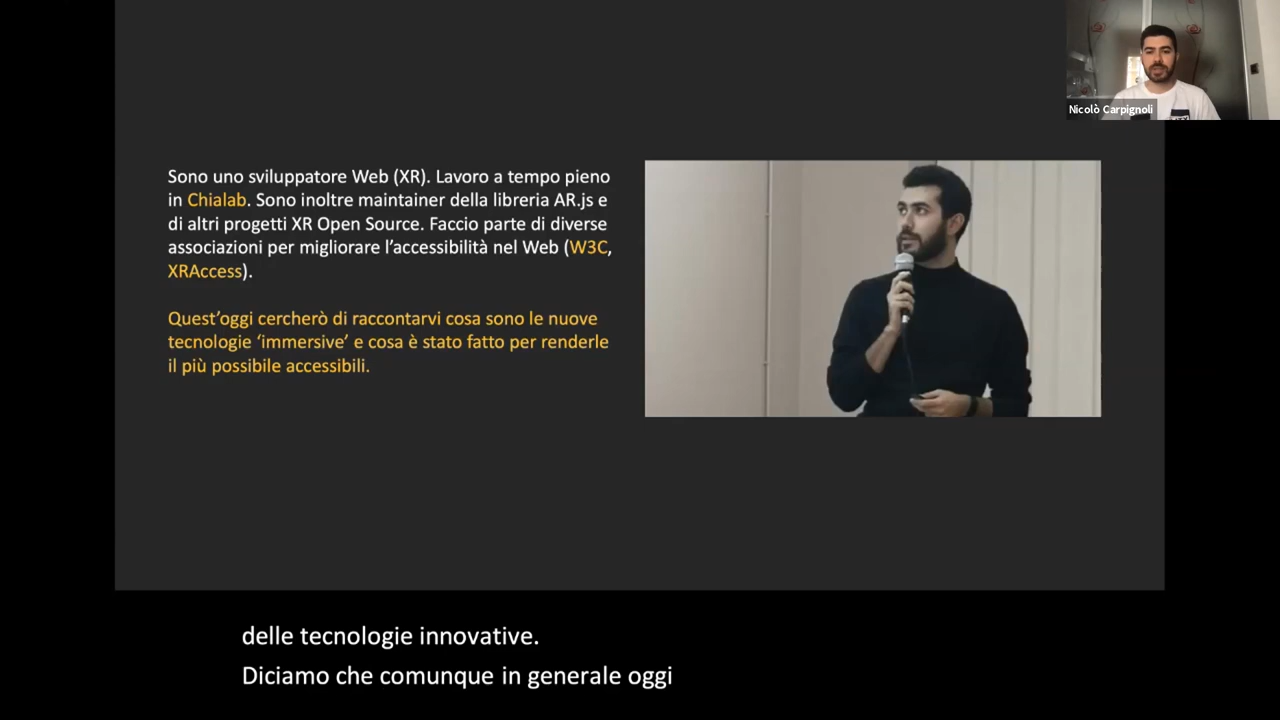 Nicolò Carpignoli
Sono uno sviluppatore Web (XR). Lavoro a tempo pieno
in Chialab. Sono inoltre maintainer della libreria AR.js e
di altri progetti XR Open Source. Faccio parte di diverse
associazioni per migliorare l’accessibilità nel Web (W3C,
XRAccess).
Quest’oggi cercherò di raccontarvi cosa sono le nuove
tecnologie ‘immersive’ e cosa è stato fatto per renderle
il più possibile accessibili.
delle tecnologie innovative.
Diciamo che comunque in generale oggi